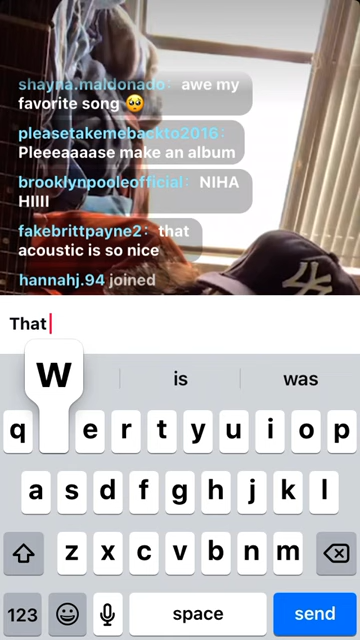 shayna.maldonado: awe my
favorite song 🥺
pleasetakemebackto2016:
Pleeeaaaase make an album
brooklynpooleofficial: NIHA
HIIII
fakebrittpayne2: that
acoustic is so nice
hannahj.94 joined
NY
That
W
is
was
q e r t y u i o p
a s d f g h j k l
z x c v b n m
123 space send